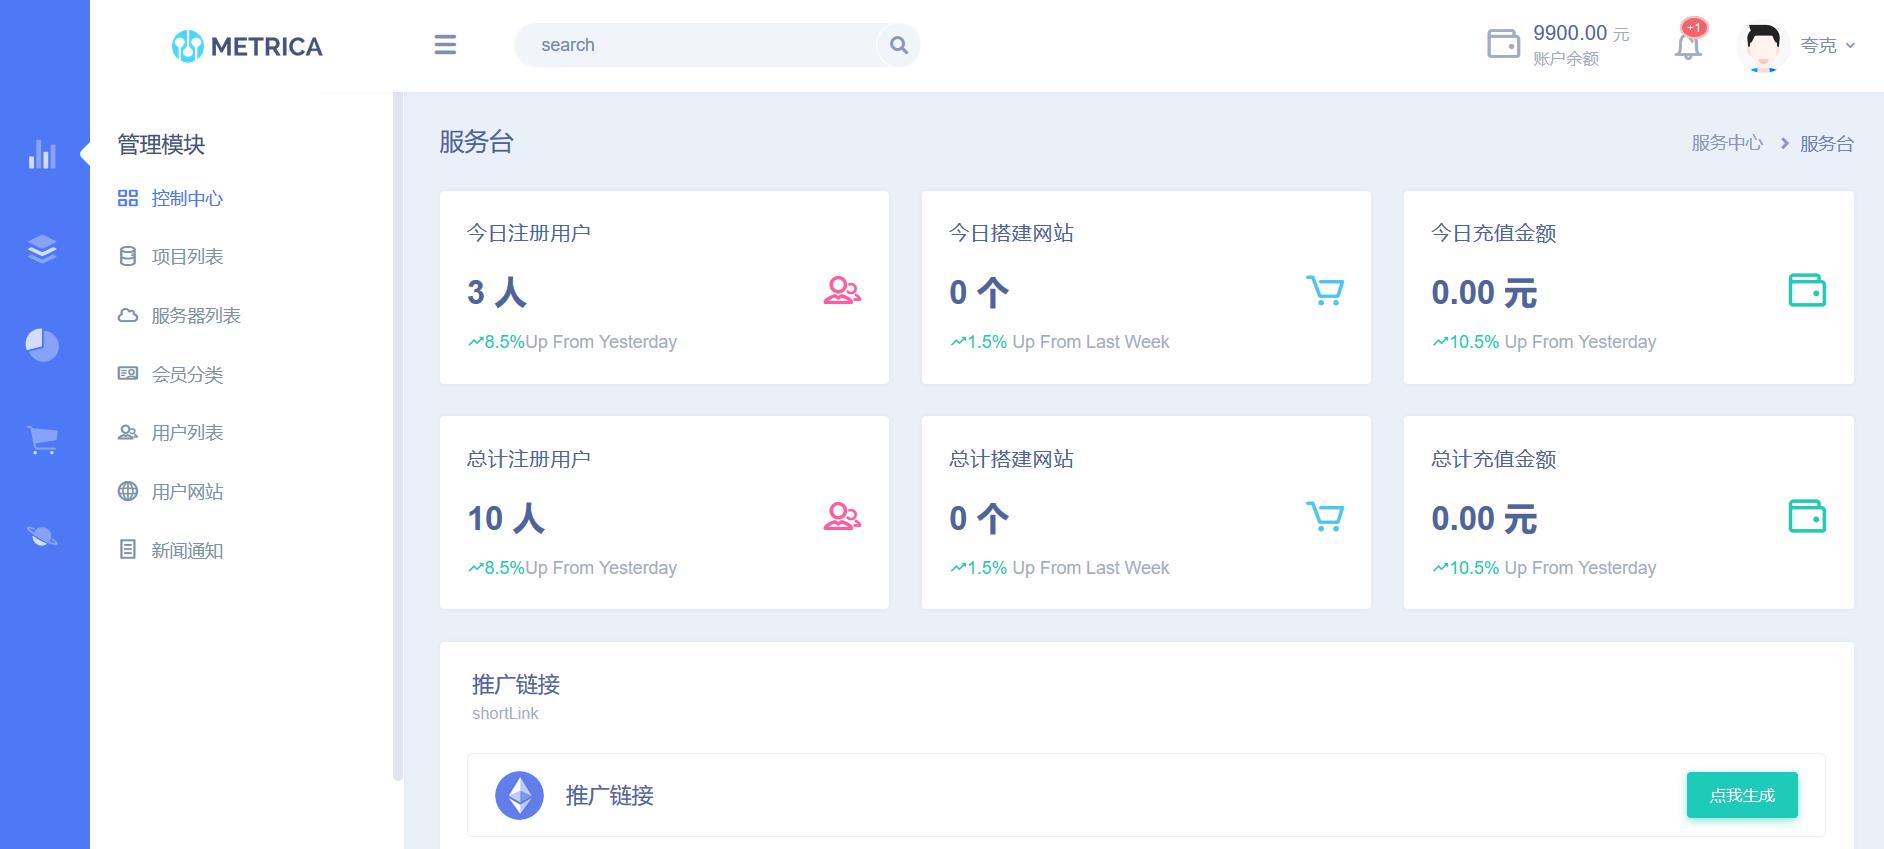 METRICA
search
9900.00 元
账户余额
+1
夸克
管理模块
控制中心
项目列表
服务器列表
会员分类
用户列表
用户网站
新闻通知
服务台
服务中心 > 服务台
今日注册用户
3 人
8.5%Up From Yesterday
今日搭建网站
0 个
1.5% Up From Last Week
今日充值金额
0.00 元
10.5% Up From Yesterday
总计注册用户
10 人
8.5%Up From Yesterday
总计搭建网站
0 个
1.5% Up From Last Week
总计充值金额
0.00 元
10.5% Up From Yesterday
推广链接
shortLink
推广链接
点我生成